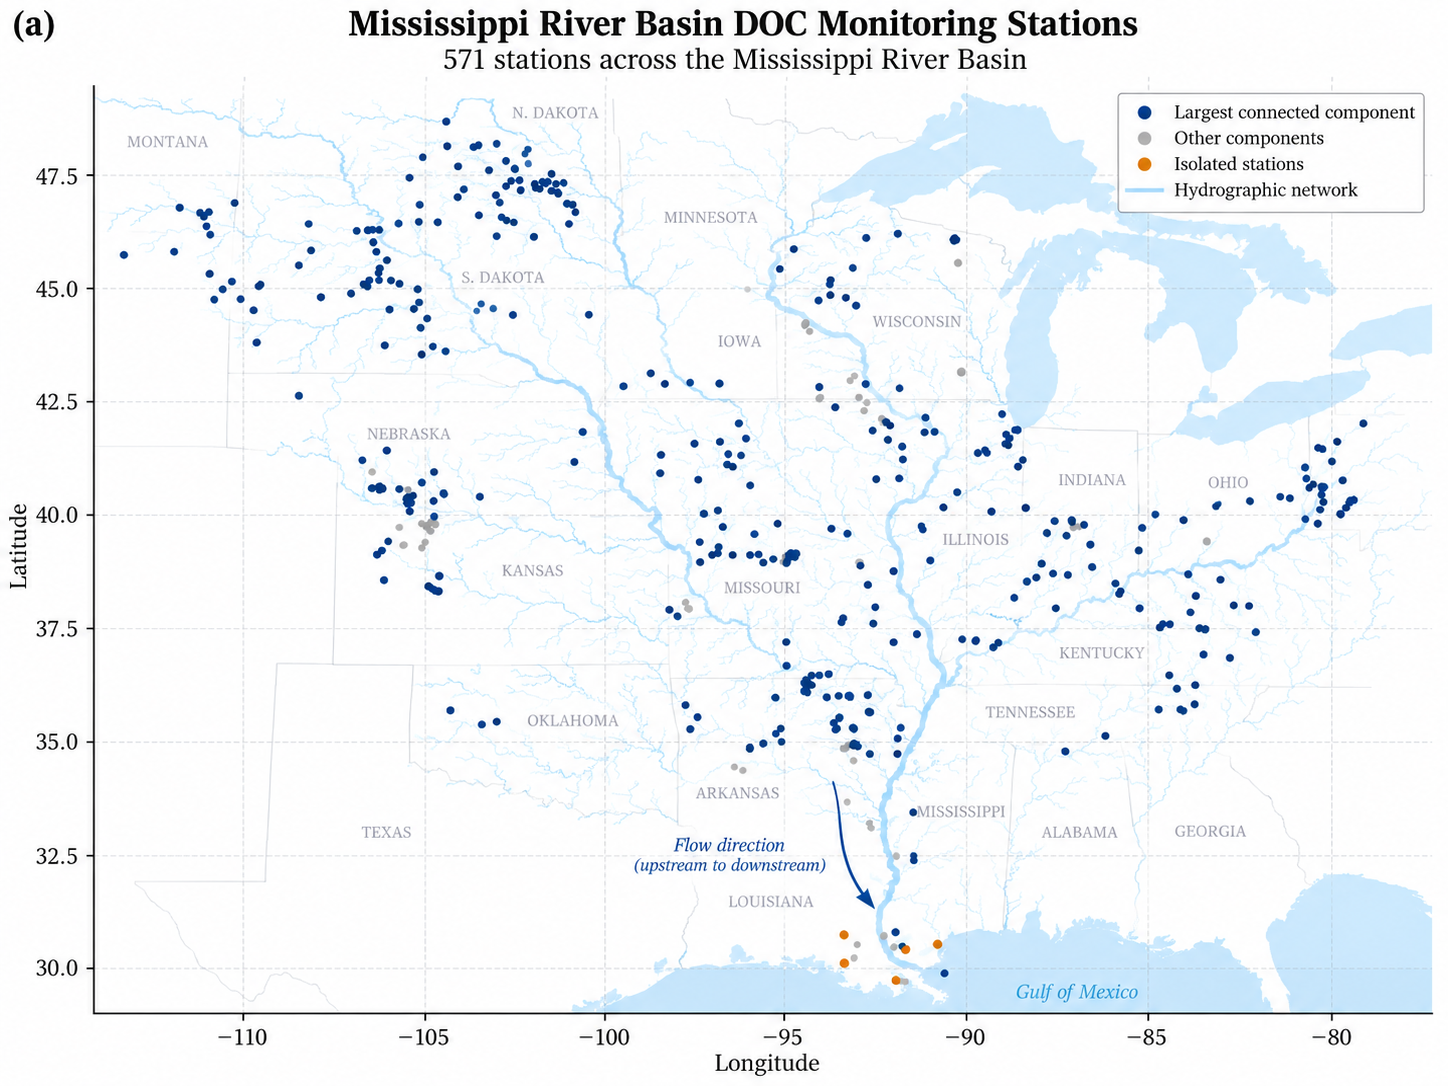 (a)
Mississippi River Basin DOC Monitoring Stations
571 stations across the Mississippi River Basin
Largest connected component
Other components
Isolated stations
Hydrographic network
N. DAKOTA
MONTANA
MINNESOTA
S. DAKOTA
WISCONSIN
IOWA
NEBRASKA
INDIANA
OHIO
ILLINOIS
KANSAS
MISSOURI
KENTUCKY
TENNESSEE
OKLAHOMA
ARKANSAS
MISSISSIPPI
TEXAS
ALABAMA
GEORGIA
Flow direction
(upstream to downstream)
LOUISIANA
Gulf of Mexico
Latitude
47.5
45.0
42.5
40.0
37.5
35.0
32.5
30.0
−110
−105
−100
−95
−90
−85
−80
Longitude